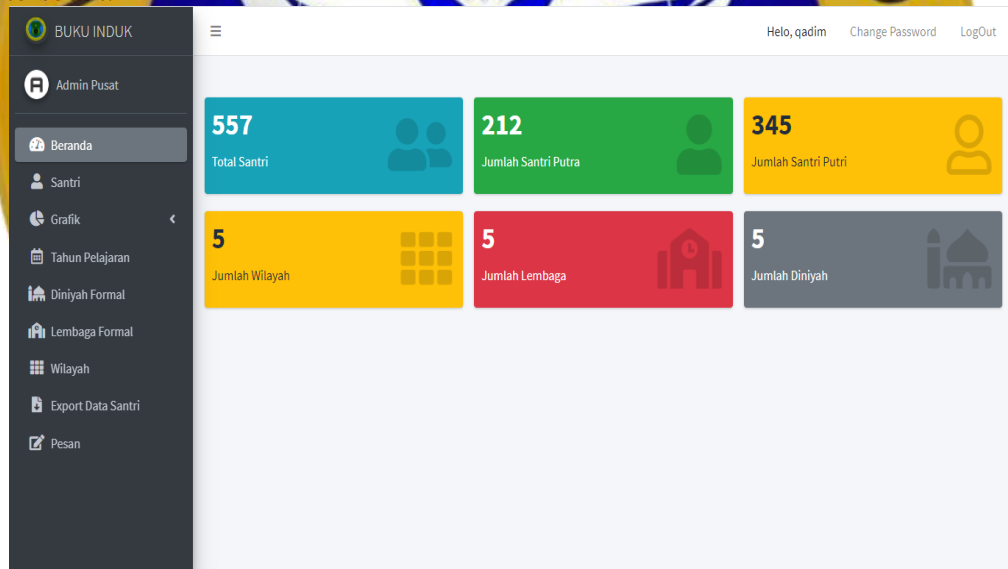 BUKU INDUK
Helo, qadim Change Password LogOut
Admin Pusat
Beranda
Santri
Grafik
Tahun Pelajaran
Diniyah Formal
Lembaga Formal
Wilayah
Export Data Santri
Pesan
557
Total Santri
212
Jumlah Santri Putra
345
Jumlah Santri Putri
5
Jumlah Wilayah
5
Jumlah Lembaga
5
Jumlah Diniyah